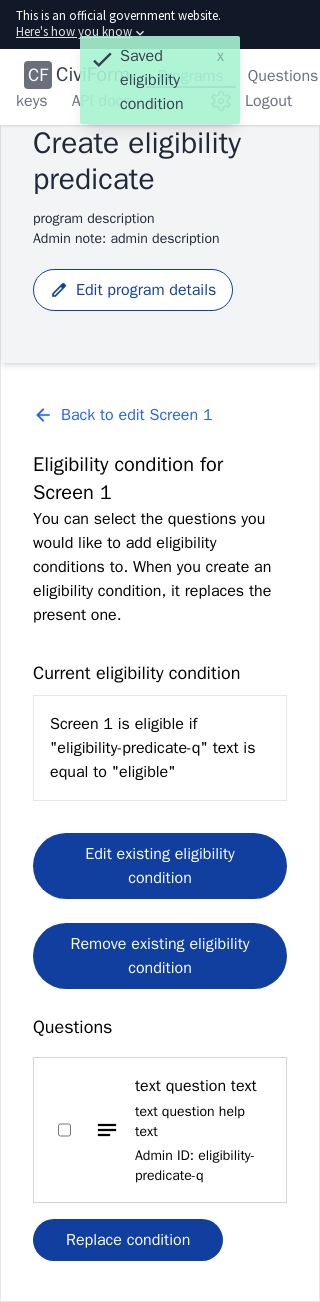 This is an official government website.
Here's how you know
CF CiviForm Programs Questions
keys API docs Logout
Saved eligibility condition x
Create eligibility
predicate
program description
Admin note: admin description
Edit program details
Back to edit Screen 1
Eligibility condition for
Screen 1
You can select the questions you
would like to add eligibility
conditions to. When you create an
eligibility condition, it replaces the
present one.
Current eligibility condition
Screen 1 is eligible if
"eligibility-predicate-q" text is
equal to "eligible"
Edit existing eligibility
condition
Remove existing eligibility
condition
Questions
text question text
text question help
text
Admin ID: eligibility-
predicate-q
Replace condition